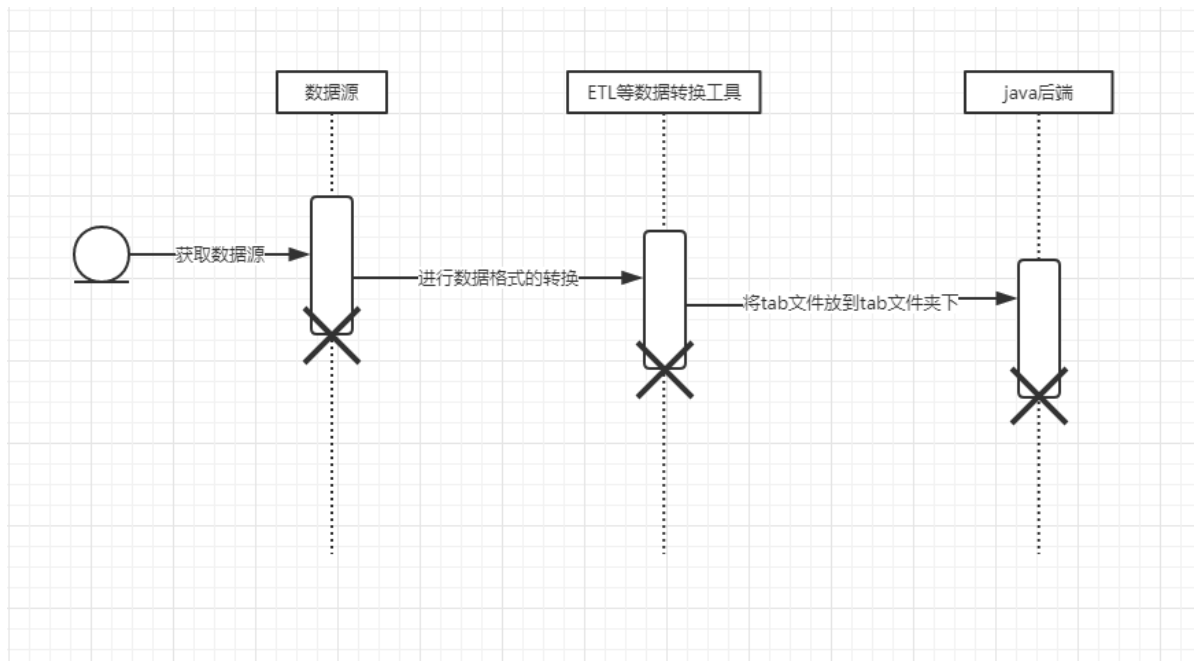 数据源
ETL等数据转换工具
java后端
获取数据源
进行数据格式的转换
将tab文件放到tab文件夹下